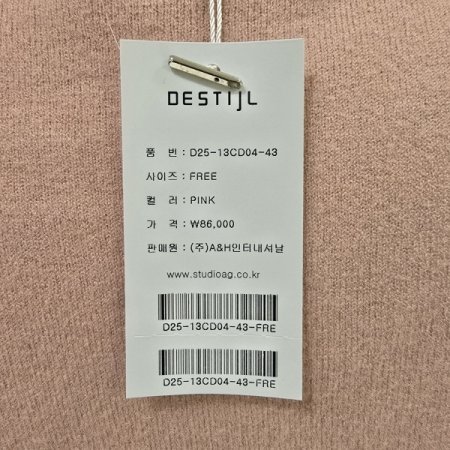 DESTIJL
품 번 : D25-13CD04-43
사이즈 : FREE
컬 러 : PINK
가 격 : ₩86,000
판매원 : (주)A&H인터내셔날
www.studioag.co.kr
D25-13CD04-43-FRE
D25-13CD04-43-FRE